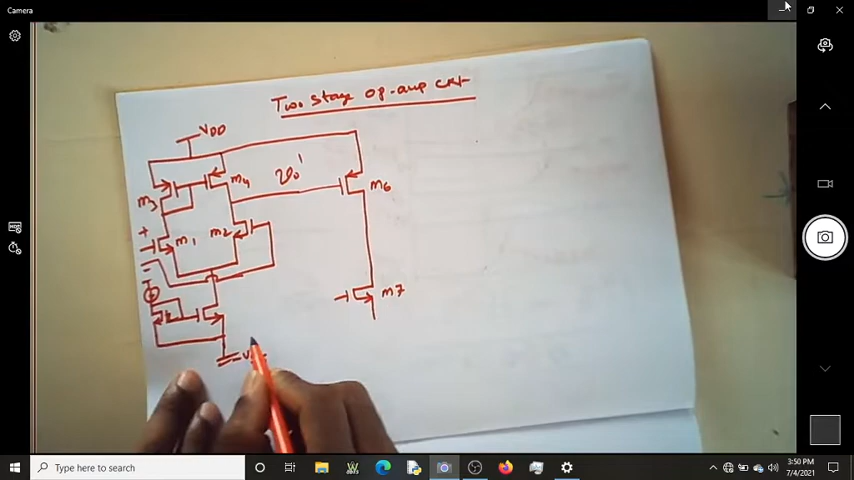 Camera
Two stage op-amp ckt
VDD
m3
m4
vo'
m6
+
m1
m2
-
m7
Type here to search
3:50 PM
7/4/2021